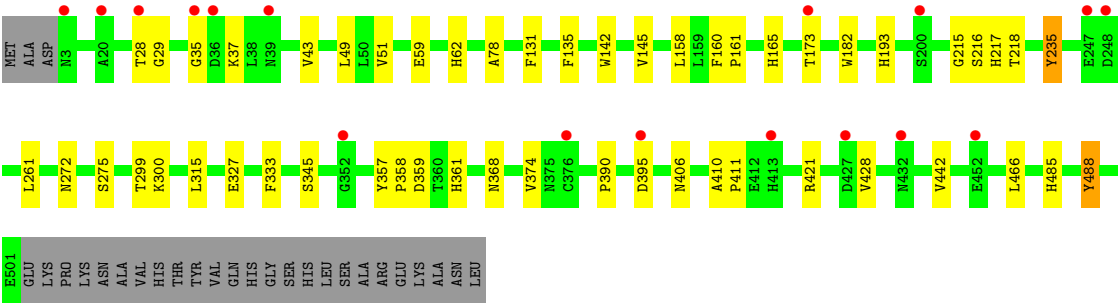 MET ALA ASP N3 A20 T28 G29 G35 D36 K37 L38 N39 V43 L49 L50 V51 E59 H62 A78 F131 F135 W142 V145 L158 L159 F160 P161 H165 T173 W182 H193 S200 G215 S216 H217 T218 Y235 E247 D248
L261 N272 S275 T299 K300 L315 E327 F333 S345 G352 Y357 P358 D359 T360 H361 N368 V374 N375 C376 P390 D395 N406 A410 P411 E412 H413 R421 D427 V428 N432 V442 E452 L466 H485 Y488
E501 GLU LYS PRO LYS ASN ALA VAL HIS THR TYR VAL GLN HIS GLY SER HIS LEU SER ALA ARG GLU LYS ALA ASN LEU